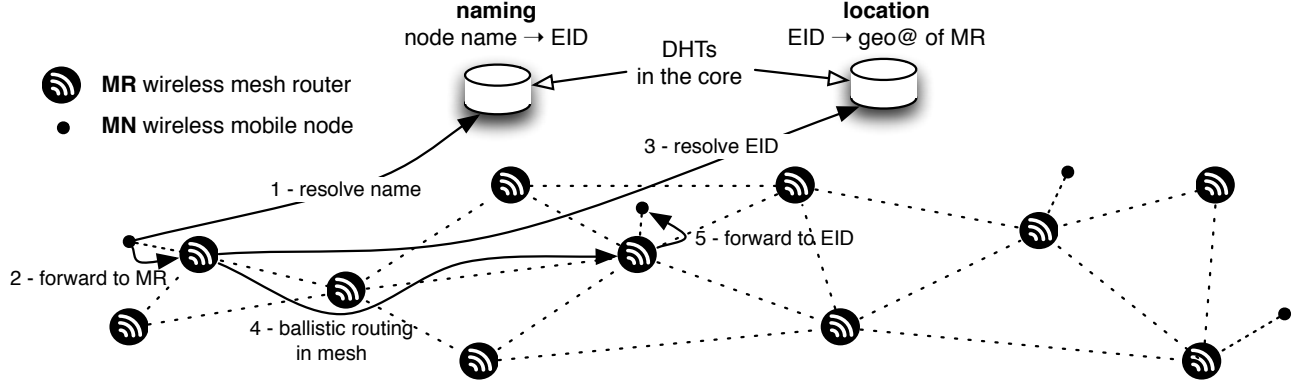 naming
node name → EID
location
EID → geo@ of MR
DHTs
in the core
MR wireless mesh router
MN wireless mobile node
3 - resolve EID
1 - resolve name
5 - forward to EID
2 - forward to MR
4 - ballistic routing
in mesh